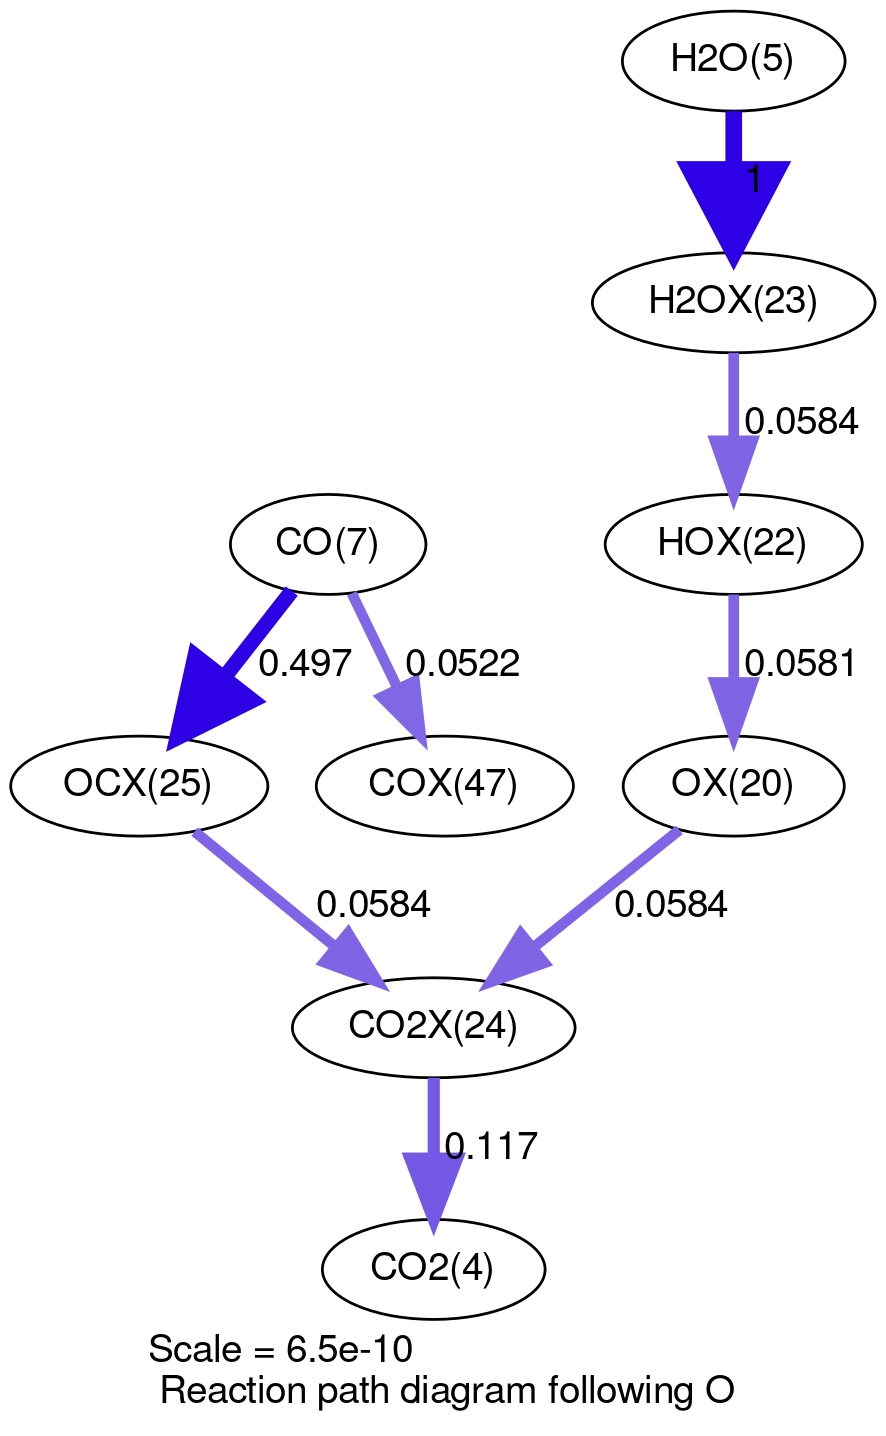 H2O(5)
1
H2OX(23)
0.0584
CO(7)
HOX(22)
0.497
0.0522
0.0581
OCX(25)
COX(47)
OX(20)
0.0584
0.0584
CO2X(24)
0.117
CO2(4)
Scale = 6.5e-10
Reaction path diagram following O